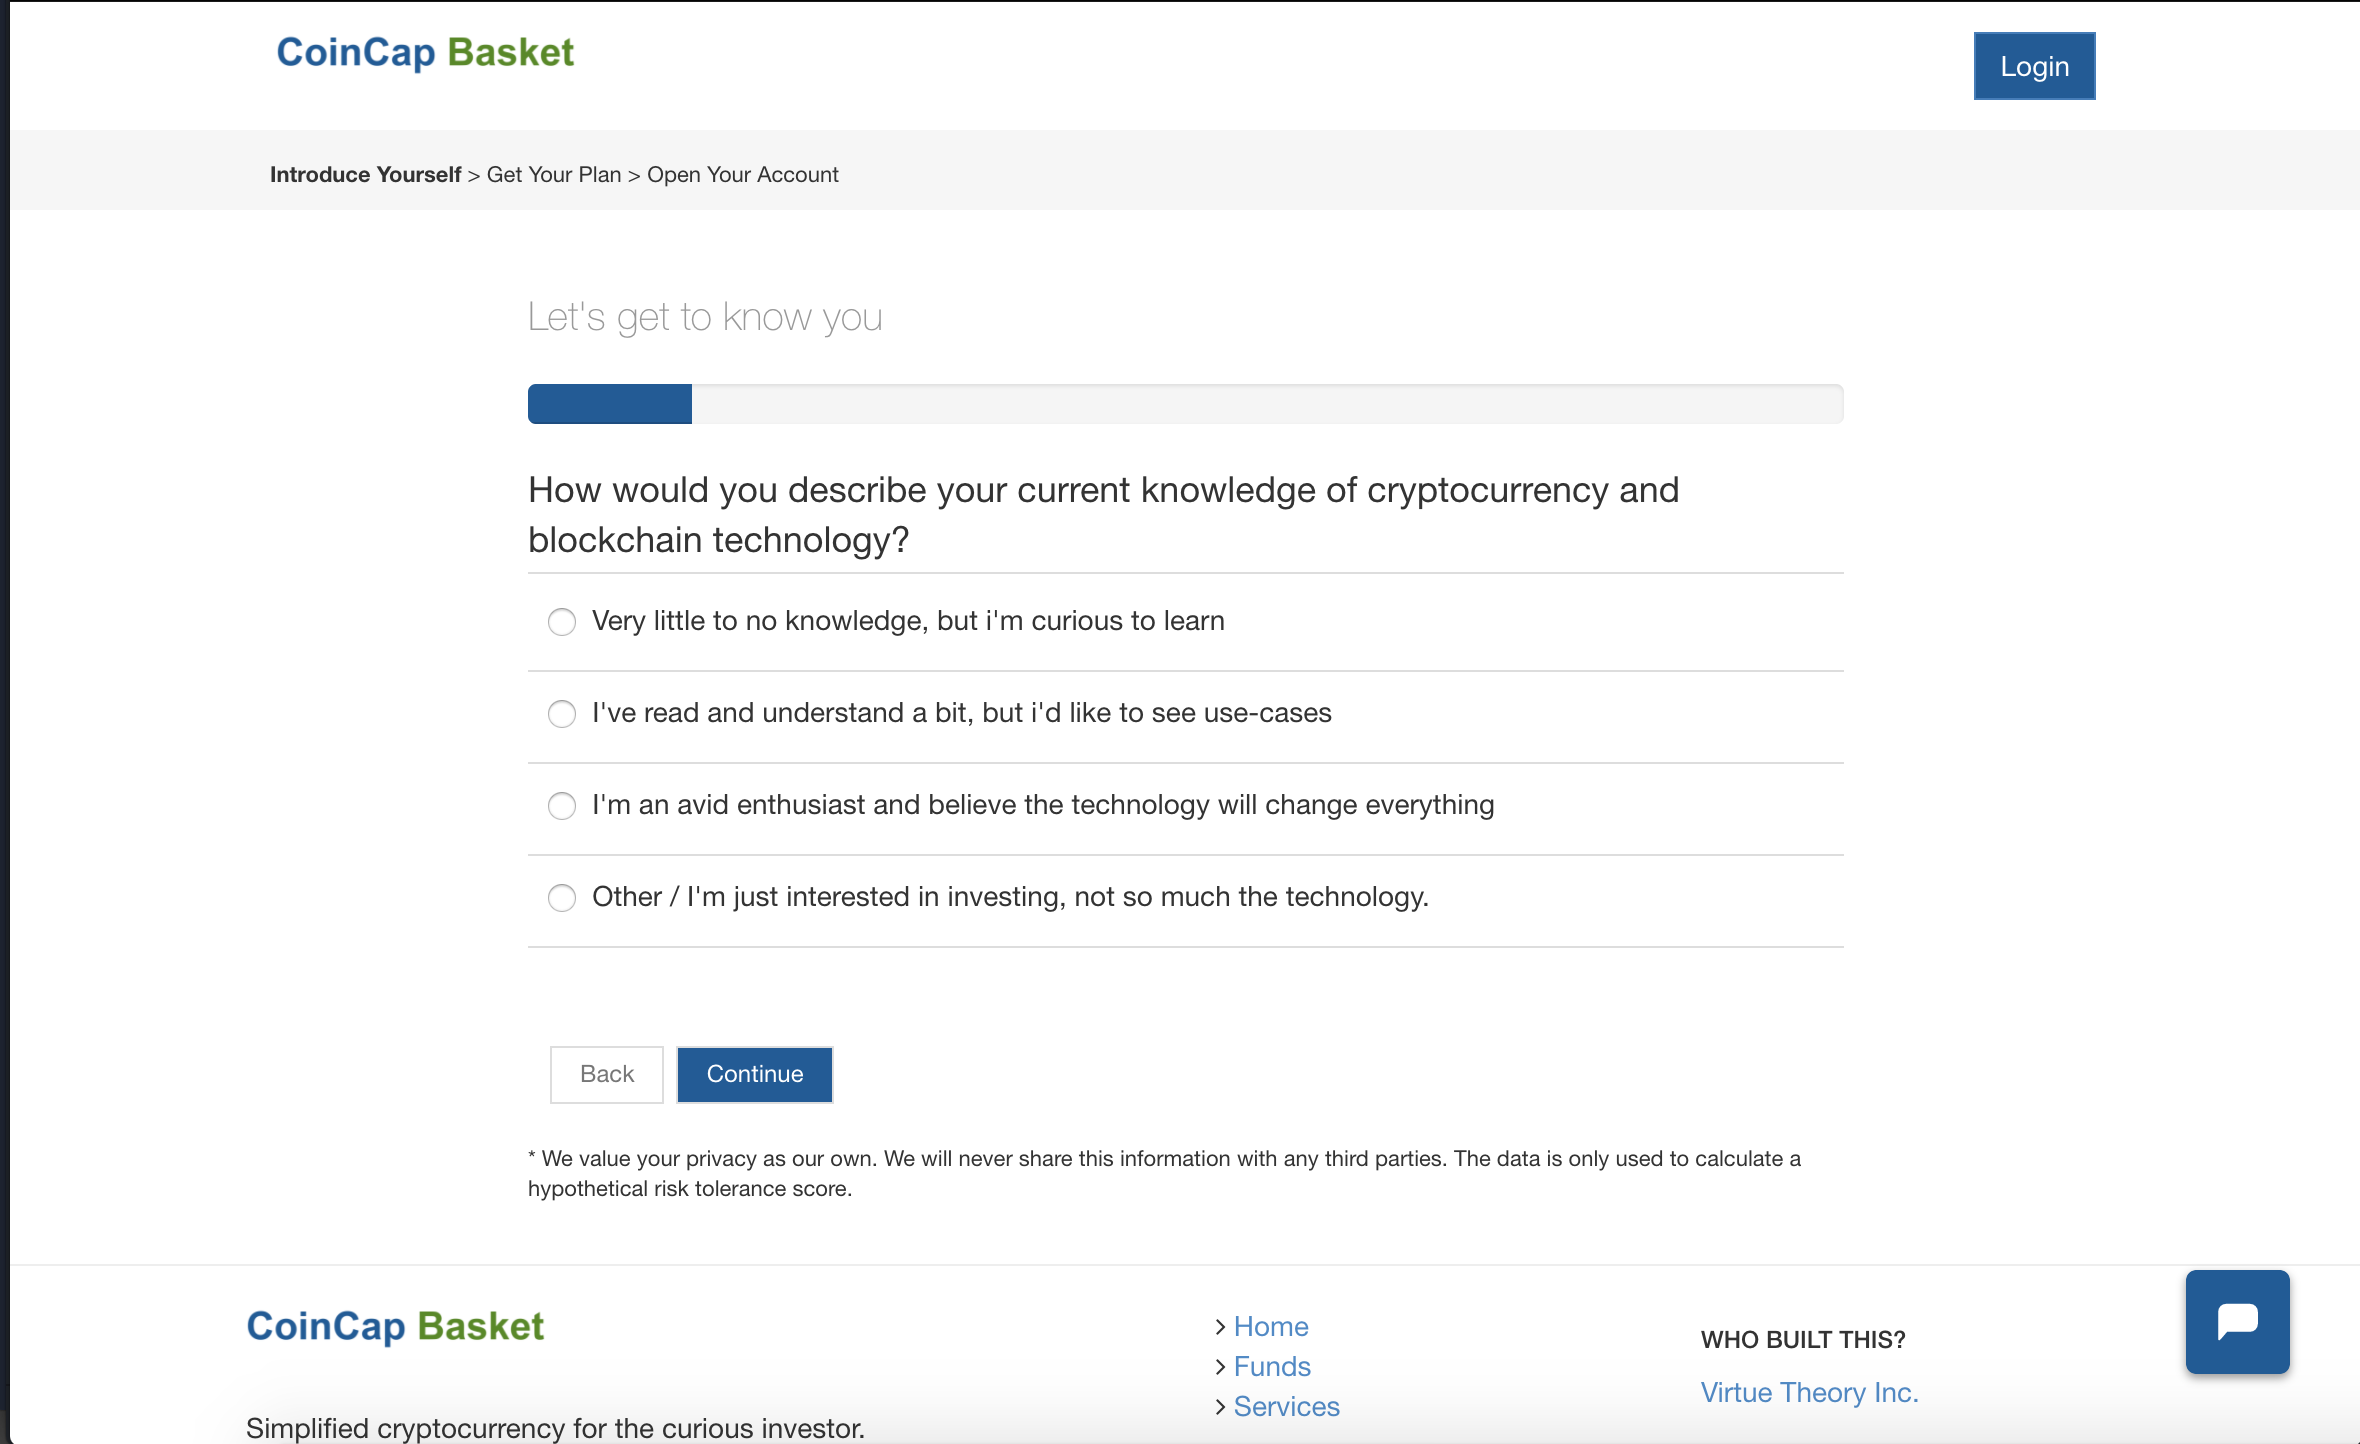 CoinCap Basket
Login
Introduce Yourself > Get Your Plan > Open Your Account
Let's get to know you
How would you describe your current knowledge of cryptocurrency and
blockchain technology?
Very little to no knowledge, but i'm curious to learn
I've read and understand a bit, but i'd like to see use-cases
I'm an avid enthusiast and believe the technology will change everything
Other / I'm just interested in investing, not so much the technology.
Back
Continue
* We value your privacy as our own. We will never share this information with any third parties. The data is only used to calculate a
hypothetical risk tolerance score.
CoinCap Basket
Simplified cryptocurrency for the curious investor.
> Home
> Funds
> Services
WHO BUILT THIS?
Virtue Theory Inc.